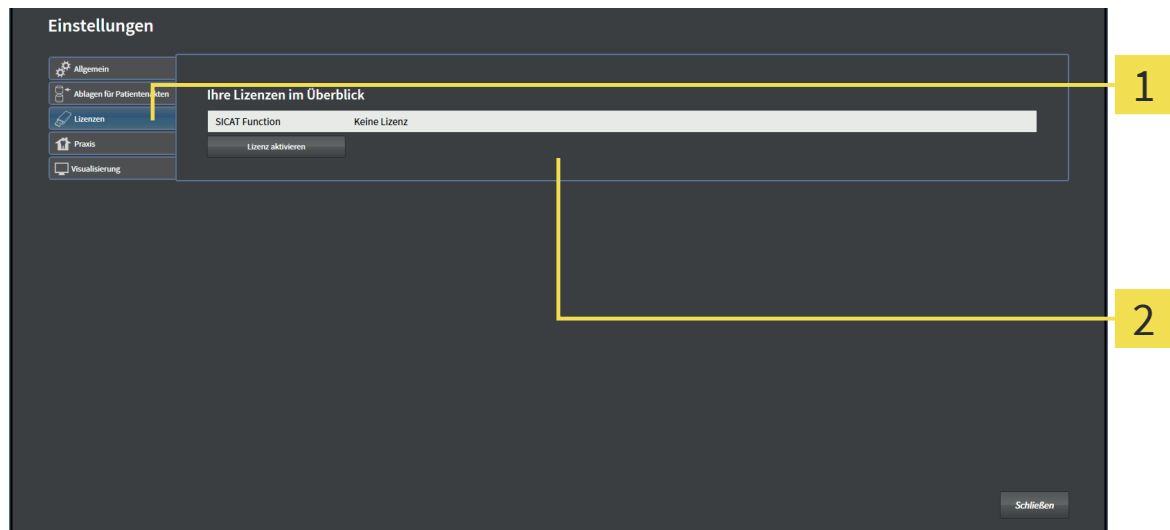 Einstellungen
Allgemein
Ablagen für Patientenakten
Lizenzen
Praxis
Visualisierung
Ihre Lizenzen im Überblick
SICAT Function Keine Lizenz
Lizenz aktivieren
Schließen
1
2